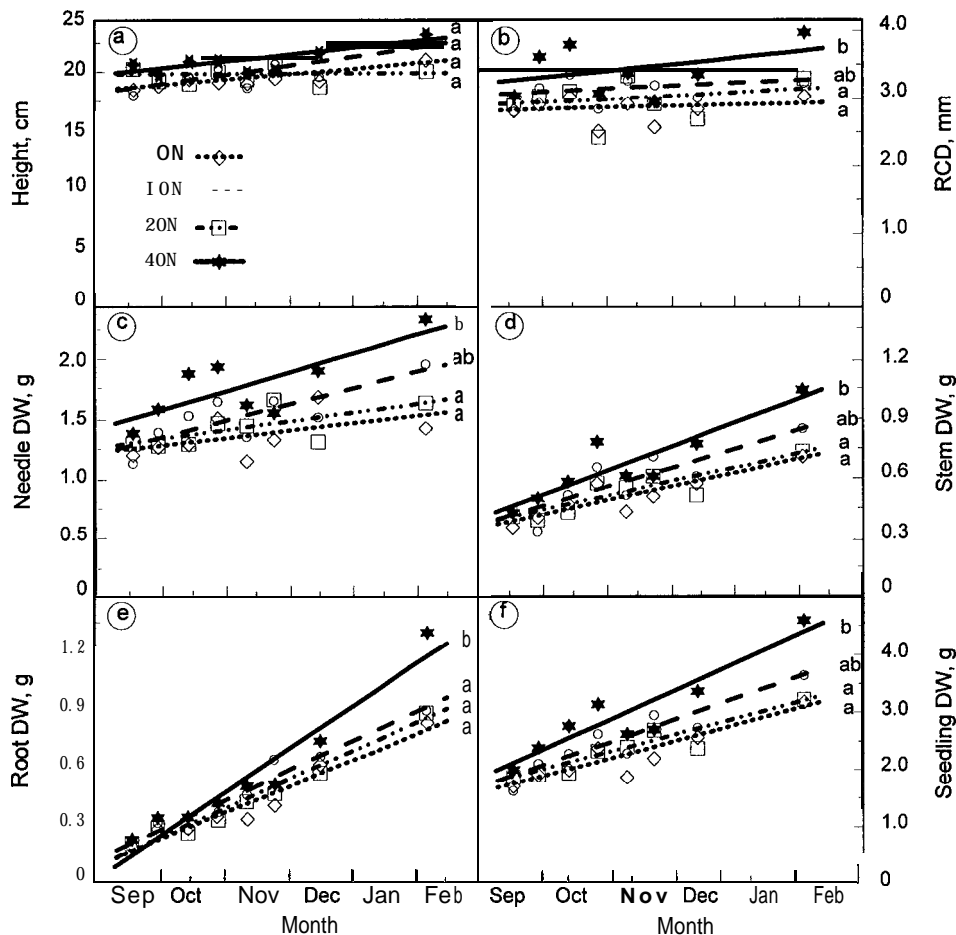 a
25
20
15
10
5
0
Height, cm
a
a
a
a
ON
ION
2ON
4ON
b
4.0
3.0
2.0
1.0
0
RCD, mm
b
ab
a
a
c
2.0
1.5
1.0
0.5
0
Needle DW, g
b
ab
a
a
d
1.2
0.9
0.6
0.3
0
Stem DW, g
b
ab
a
a
e
1.2
0.9
0.6
0.3
0
Root DW, g
b
a
a
a
Sep Oct Nov Dec Jan Feb
Month
f
4.0
3.0
2.0
1.0
0
Seedling DW, g
b
ab
a
a
Sep Oct Nov Dec Jan Feb
Month